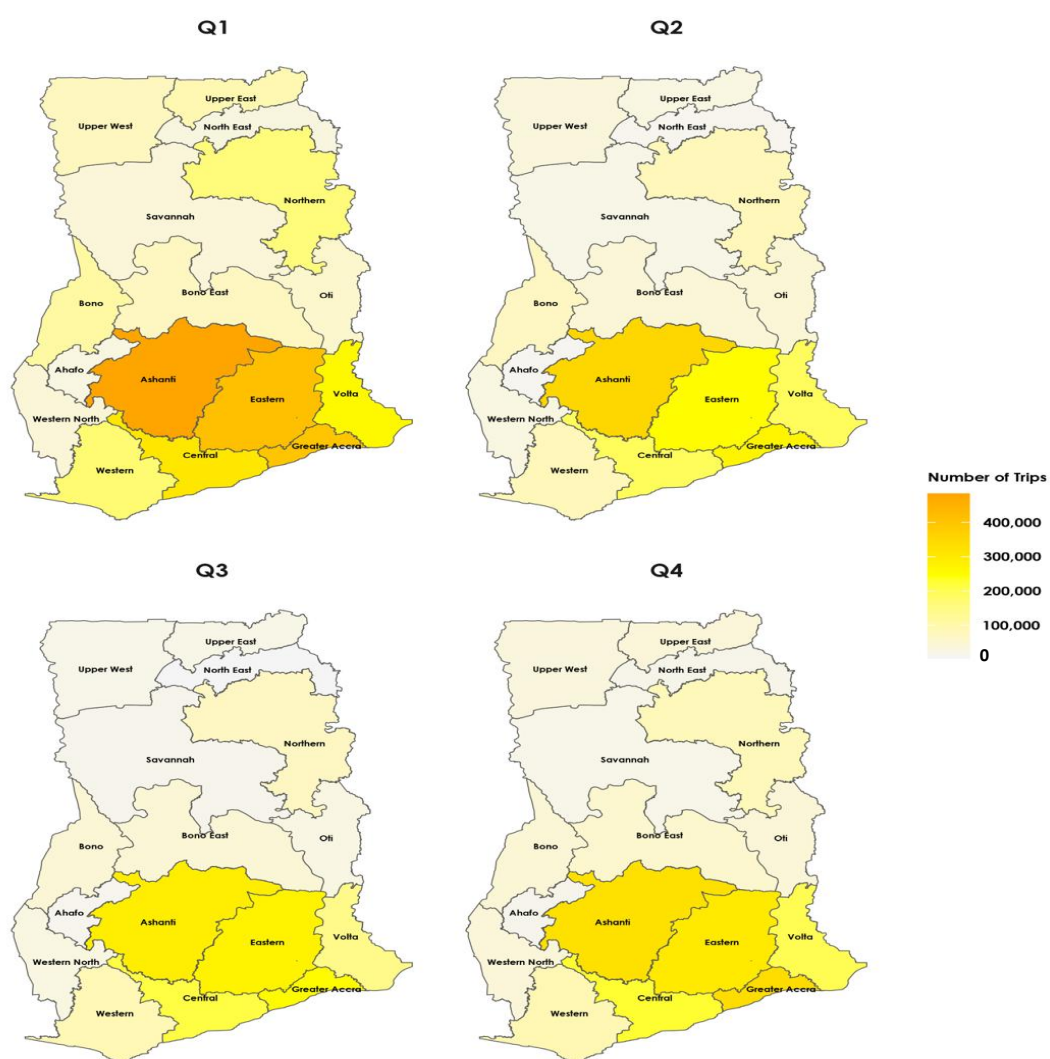 Q1
Upper East
Upper West
North East
Northern
Savannah
Bono East
Oti
Bono
Ahafo
Ashanti
Volta
Eastern
Western North
Greater Accra
Central
Western
Q2
Upper East
Upper West
North East
Northern
Savannah
Bono East
Oti
Bono
Ahafo
Ashanti
Volta
Eastern
Western North
Greater Accra
Central
Western
Number of Trips
400,000
300,000
200,000
100,000
0
Q3
Upper East
Upper West
North East
Northern
Savannah
Bono East
Oti
Bono
Ahafo
Ashanti
Volta
Eastern
Western North
Greater Accra
Central
Western
Q4
Upper East
Upper West
North East
Northern
Savannah
Bono East
Oti
Bono
Ahafo
Ashanti
Volta
Eastern
Western North
Greater Accra
Central
Western